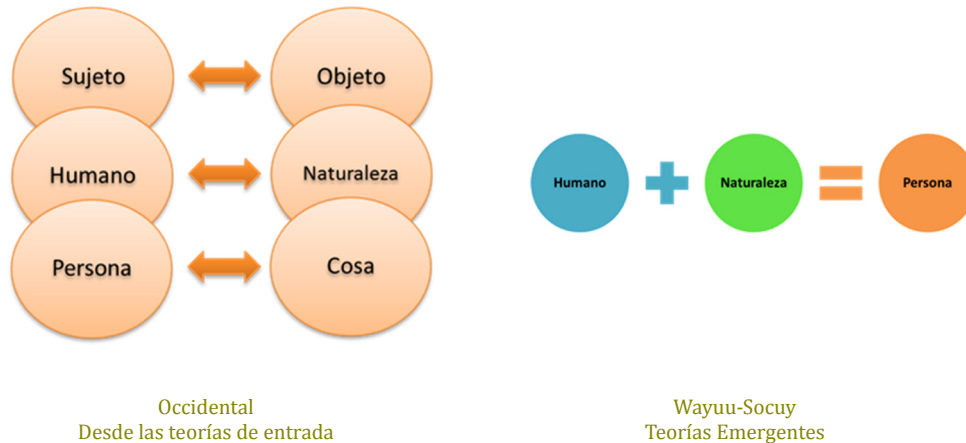 Sujeto
Objeto
Humano
Naturaleza
Persona
Cosa
Humano
Naturaleza
Persona
Occidental
Desde las teorías de entrada
Wayuu-Socuy
Teorías Emergentes